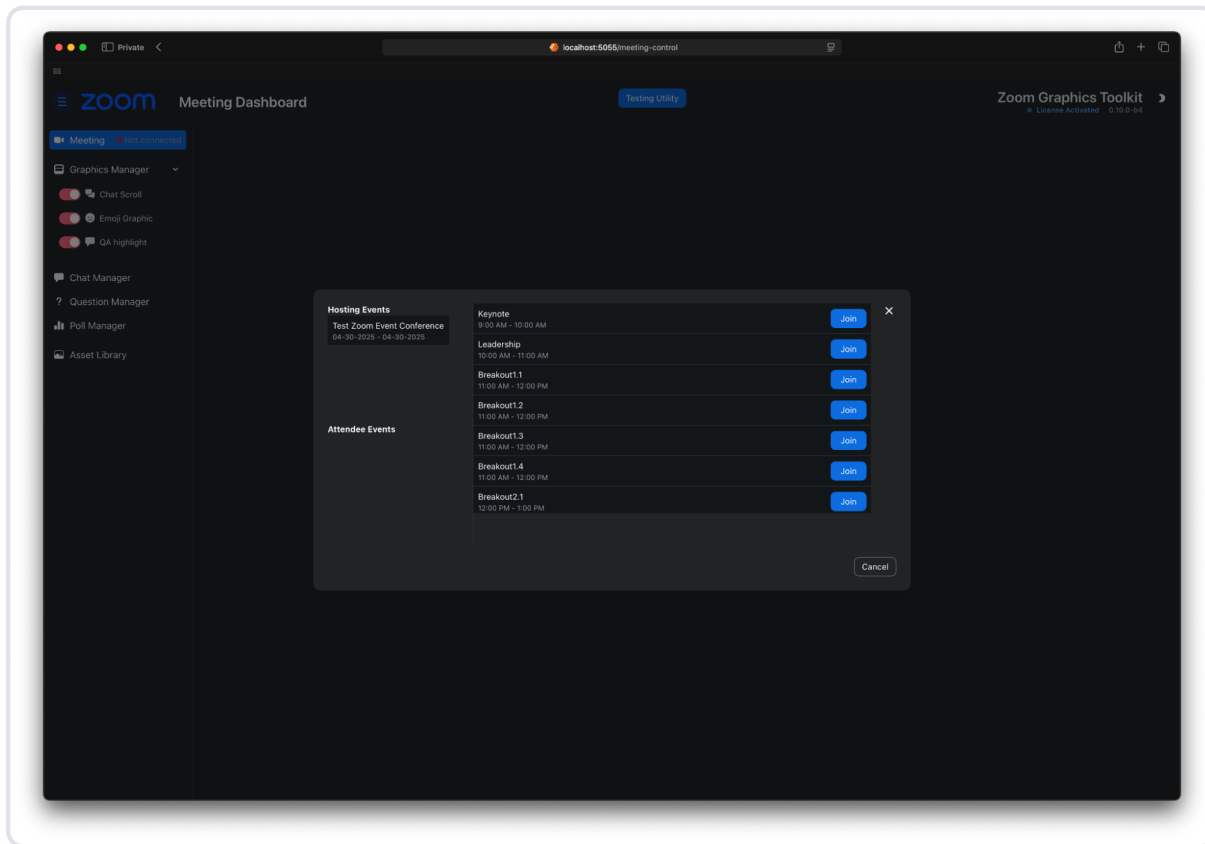 Private
localhost:5055/meeting-control
zoom
Meeting Dashboard
Testing Utility
Zoom Graphics Toolkit
License Activated 0.10.0-b4
Meeting
Not connected
Graphics Manager
Chat Scroll
Emoji Graphic
QA highlight
Chat Manager
? Question Manager
Poll Manager
Asset Library
Hosting Events
Test Zoom Event Conference
04-30-2025 - 04-30-2025
Attendee Events
Keynote
9:00 AM - 10:00 AM
Join
Leadership
10:00 AM - 11:00 AM
Join
Breakout1.1
11:00 AM - 12:00 PM
Join
Breakout1.2
11:00 AM - 12:00 PM
Join
Breakout1.3
11:00 AM - 12:00 PM
Join
Breakout1.4
11:00 AM - 12:00 PM
Join
Breakout2.1
12:00 PM - 1:00 PM
Join
Cancel